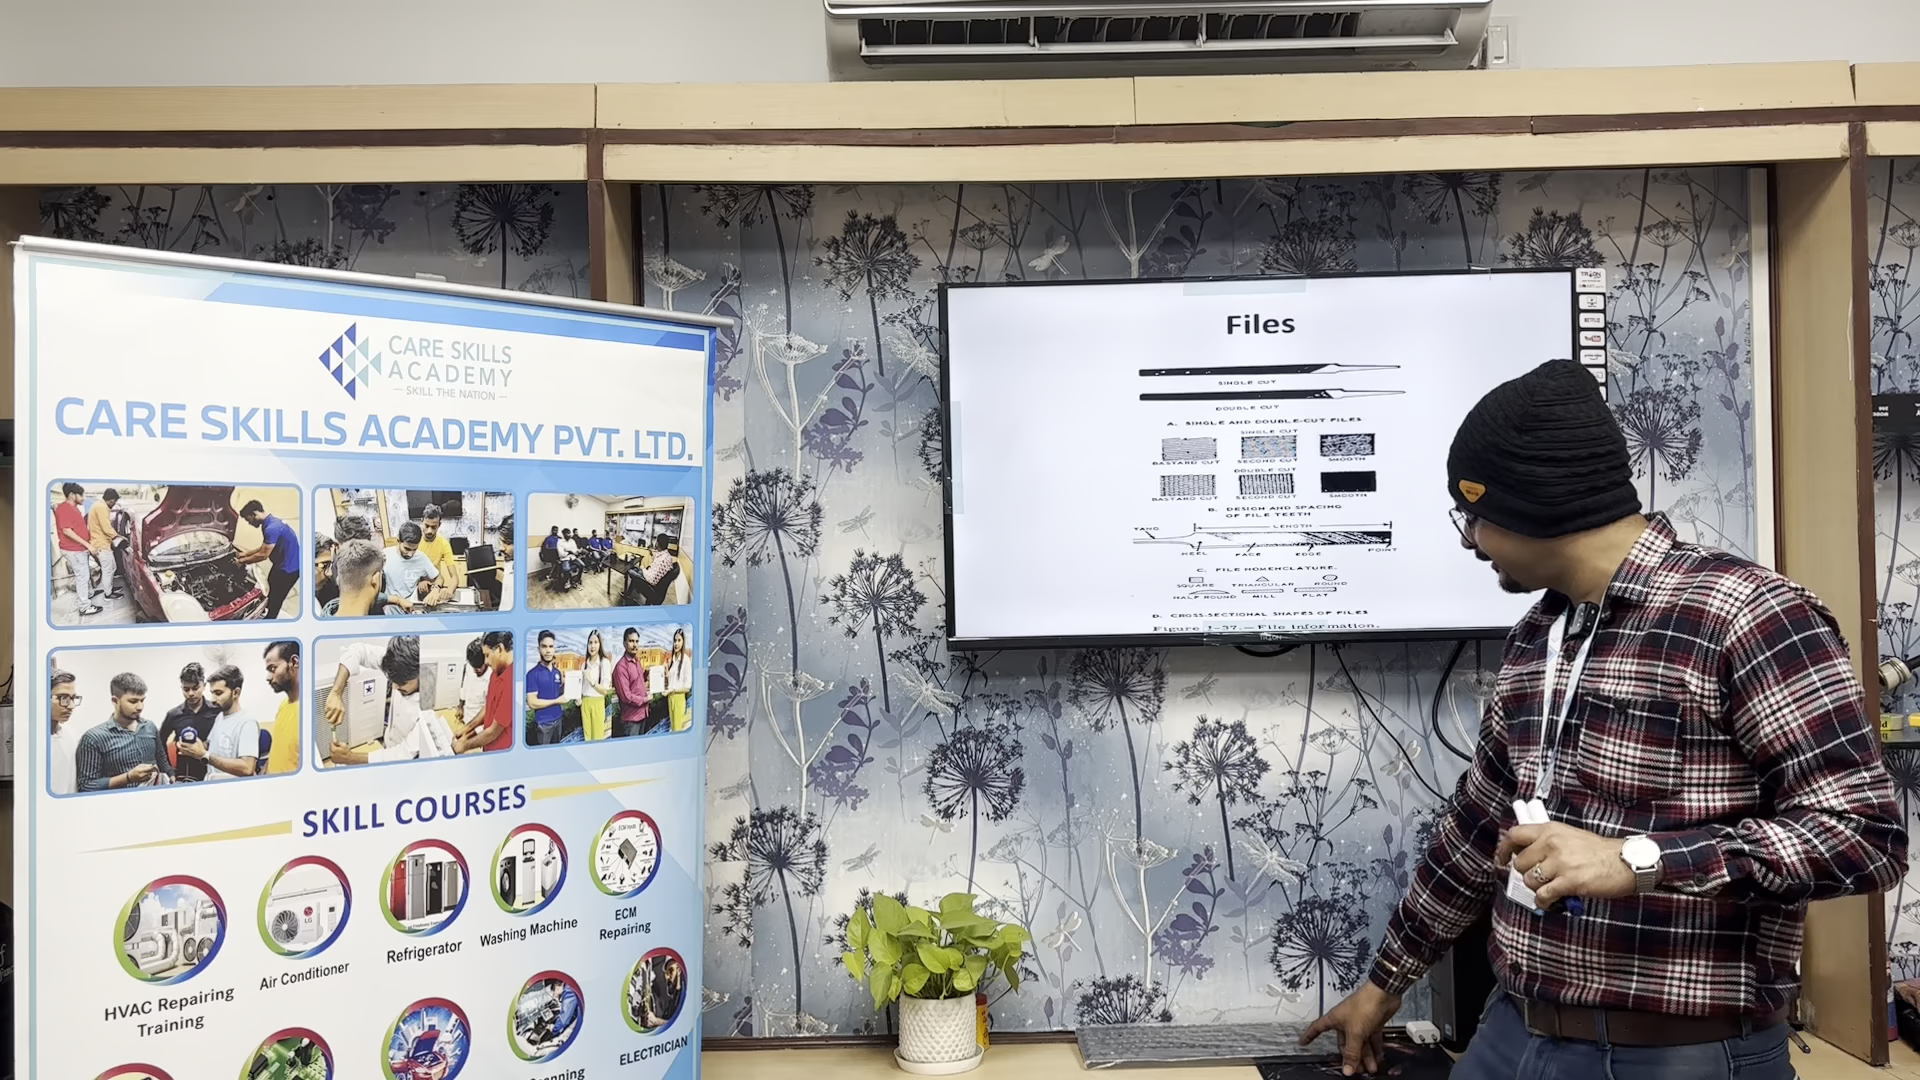 CARE SKILLS
ACADEMY
SKILL THE NATION
CARE SKILLS ACADEMY PVT. LTD.
SKILL COURSES
HVAC Repairing
Training
Air Conditioner
Refrigerator
Washing Machine
ECM
Repairing
ELECTRICIAN
Files
SINGLE CUT
DOUBLE CUT
A. SINGLE AND DOUBLE-CUT FILES
SINGLE CUT
BASTARD CUT SECOND CUT SMOOTH
DOUBLE CUT
BASTARD CUT SECOND CUT SMOOTH
B. DESIGN AND SPACING
OF FILE TEETH
TANG LENGTH
HEEL FACE EDGE POINT
C. FILE NOMENCLATURE.
SQUARE TRIANGULAR ROUND
HALF ROUND MILL FLAT
D. CROSS-SECTIONAL SHAPES OF FILES
Figure 1-37.—File information.
NETFLIX
YouTube
LG